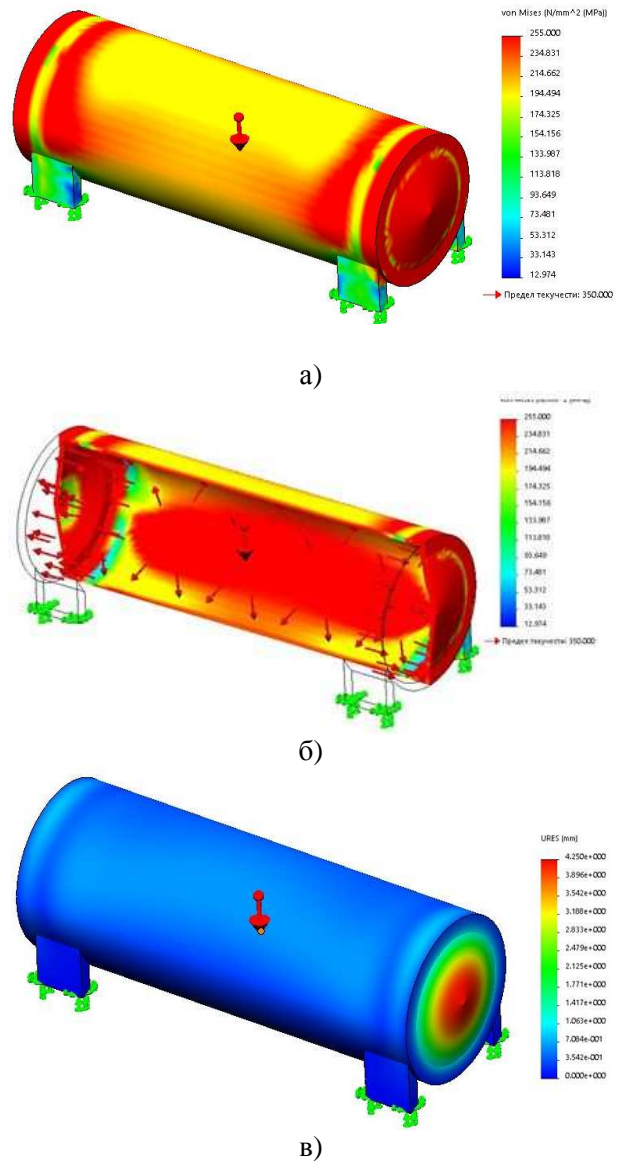 von Mises (N/mm^2 (MPa))
255.000
234.831
214.662
194.494
174.325
154.156
133.987
113.818
93.649
73.481
53.312
33.143
12.974
Предел текучести: 350.000
а)
255.000
234.831
214.662
194.494
174.325
154.156
133.987
113.818
93.649
73.481
53.312
33.143
12.974
Предел текучести: 350.000
б)
URES (mm)
4.250e+000
3.896e+000
3.542e+000
3.188e+000
2.833e+000
2.479e+000
2.125e+000
1.771e+000
1.417e+000
1.063e+000
7.084e-001
3.542e-001
0.000e+000
в)